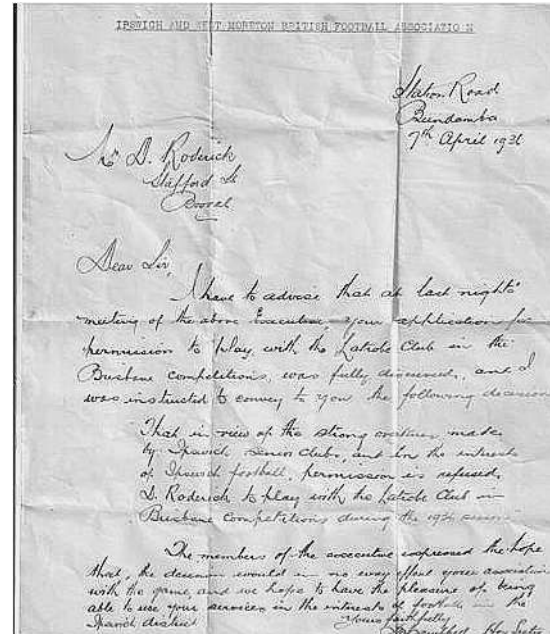 IPSWICH AND WEST MORETON BRITISH FOOTBALL ASSOCIATION
Station Road
Bundamba
7th April 193
Mr D. Roderick
Stafford St
Booval
Dear Sir,
I have to advise that at last night's
meeting of the above Executive, your application for
permission to play with the Latrobe Club in the
Brisbane competitions, was fully discussed, and I
was instructed to convey to you the following decision
That in view of the strong made
by Ipswich senior clubs, and in the interests
of Ipswich football, permission is refused
D. Roderick to play with the Latrobe Club in
Brisbane Competitions during the 193 season
The members of the executive expressed the hope
that, the decision would in no way affect your association
with the game, and we hope to have the pleasure of being
able to use your services in the interests of football in the
Ipswich district
Yours faithfully
Hon Secty